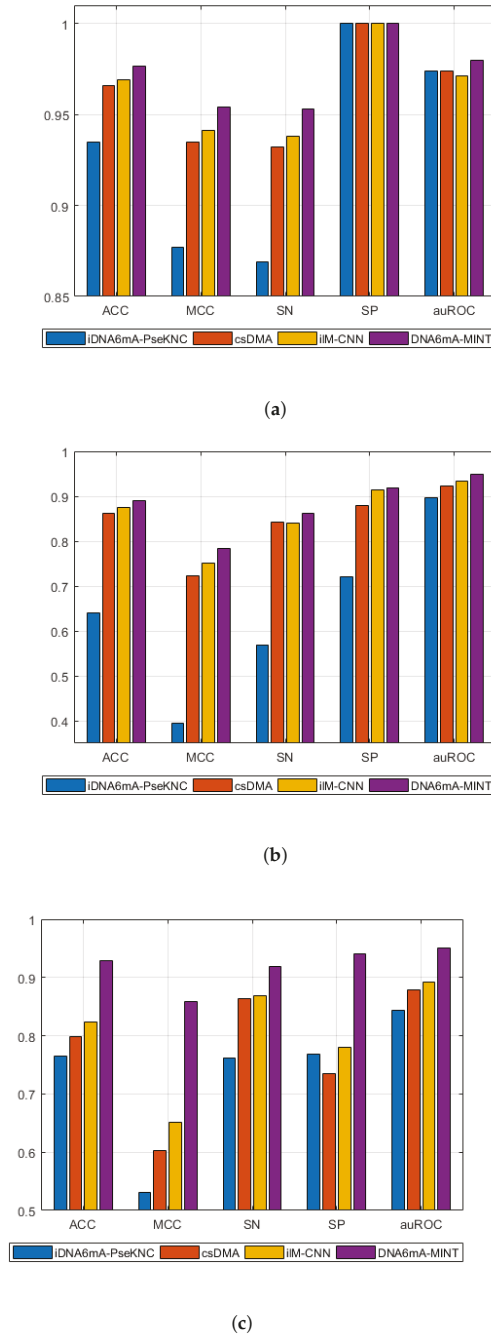 1
0.95
0.9
0.85
ACC MCC SN SP auROC
iDNA6mA-PseKNC csDMA iIM-CNN DNA6mA-MINT
(a)
1
0.9
0.8
0.7
0.6
0.5
0.4
ACC MCC SN SP auROC
iDNA6mA-PseKNC csDMA iIM-CNN DNA6mA-MINT
(b)
1
0.9
0.8
0.7
0.6
0.5
ACC MCC SN SP auROC
iDNA6mA-PseKNC csDMA iIM-CNN DNA6mA-MINT
(c)